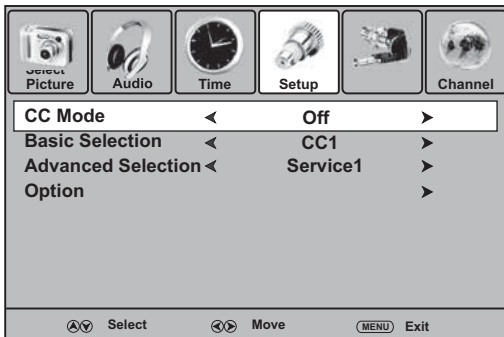 Select
Picture Audio Time Setup Channel
CC Mode Off
Basic Selection CC1
Advanced Selection Service1
Option
Select Move MENU Exit